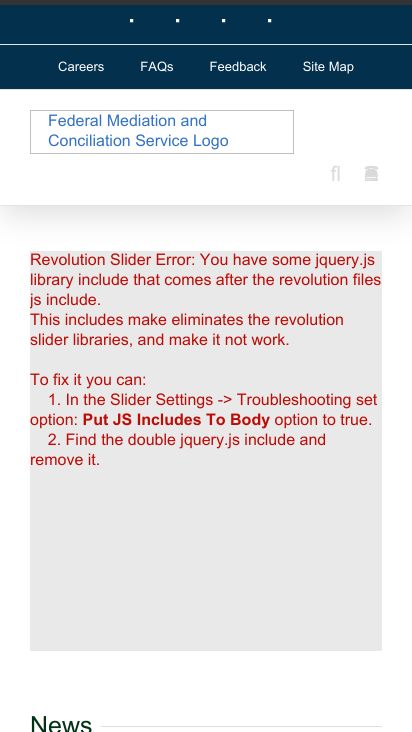 Careers FAQs Feedback Site Map
Federal Mediation and
Conciliation Service Logo
Revolution Slider Error: You have some jquery.js
library include that comes after the revolution files
js include.
This includes make eliminates the revolution
slider libraries, and make it not work.
To fix it you can:
1. In the Slider Settings -> Troubleshooting set
option: Put JS Includes To Body option to true.
2. Find the double jquery.js include and
remove it.
News